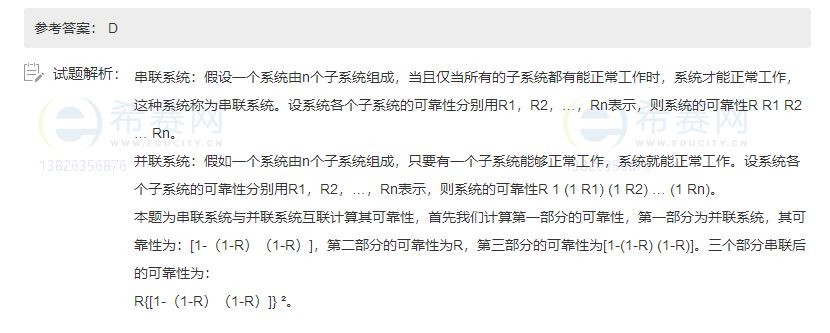 参考答案： D
试题解析：
串联系统：假设一个系统由n个子系统组成，当且仅当所有的子系统都有能正常工作时，系统才能正常工作，
这种系统称为串联系统。设系统各个子系统的可靠性分别用R1，R2，…，Rn表示，则系统的可靠性R R1 R2
… Rn。
并联系统：假如一个系统由n个子系统组成，只要有一个子系统能够正常工作，系统就能正常工作。设系统各
个子系统的可靠性分别用R1，R2，…，Rn表示，则系统的可靠性R 1 (1 R1) (1 R2) … (1 Rn)。
本题为串联系统与并联系统互联计算其可靠性，首先我们计算第一部分的可靠性，第一部分为并联系统，其可
靠性为：[1-（1-R）（1-R）]，第二部分的可靠性为R，第三部分的可靠性为[1-(1-R) (1-R)]。三个部分串联后
的可靠性为：
R{[1-（1-R）（1-R）]} ²。
希赛网
EDUCITY.CN
13826356876
希赛网
EDUCITY.CN
13826356876